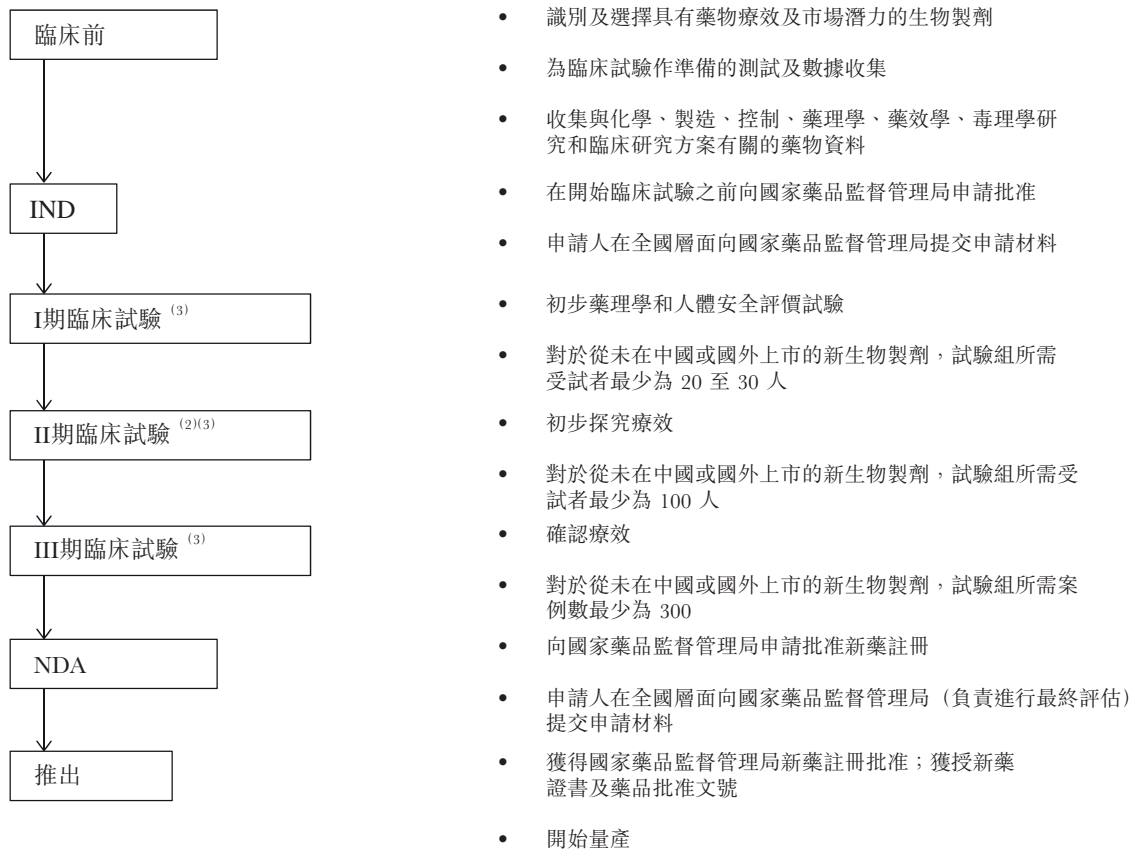 臨床前
• 識別及選擇具有藥物療效及市場潛力的生物製劑
• 為臨床試驗作準備的測試及數據收集
• 收集與化學、製造、控制、藥理學、藥效學、毒理學研
究和臨床研究方案有關的藥物資料
IND
• 在開始臨床試驗之前向國家藥品監督管理局申請批准
• 申請人在全國層面向國家藥品監督管理局提交申請材料
I期臨床試驗 (3)
• 初步藥理學和人體安全評價試驗
• 對於從未在中國或國外上市的新生物製劑，試驗組所需
受試者最少為 20 至 30 人
II期臨床試驗 (2)(3)
• 初步探究療效
• 對於從未在中國或國外上市的新生物製劑，試驗組所需受
試者最少為 100 人
III期臨床試驗 (3)
• 確認療效
• 對於從未在中國或國外上市的新生物製劑，試驗組所需案
例數最少為 300
NDA
• 向國家藥品監督管理局申請批准新藥註冊
• 申請人在全國層面向國家藥品監督管理局（負責進行最終評估）
提交申請材料
推出
• 獲得國家藥品監督管理局新藥註冊批准；獲授新藥
證書及藥品批准文號
• 開始量產